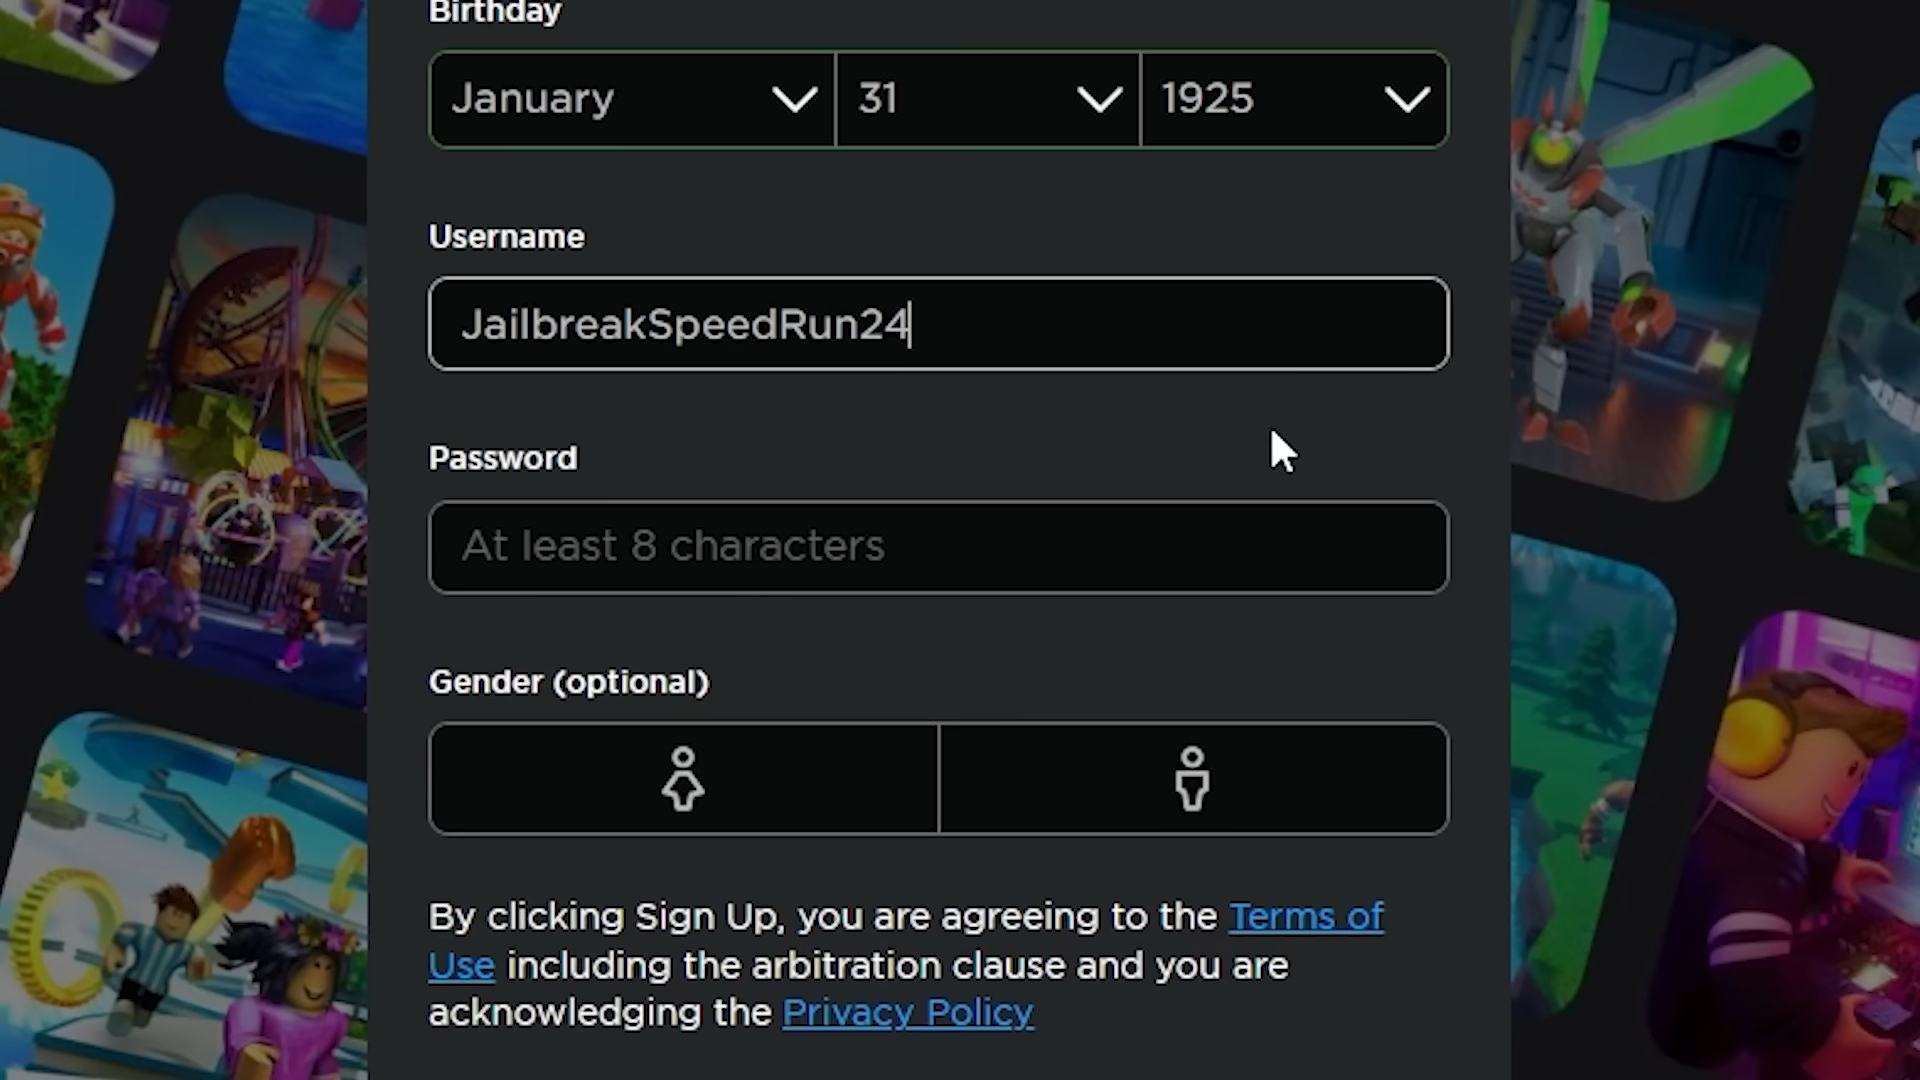 Birthday
January 31 1925
Username
JailbreakSpeedRun24
Password
At least 8 characters
Gender (optional)
By clicking Sign Up, you are agreeing to the Terms of
Use including the arbitration clause and you are
acknowledging the Privacy Policy